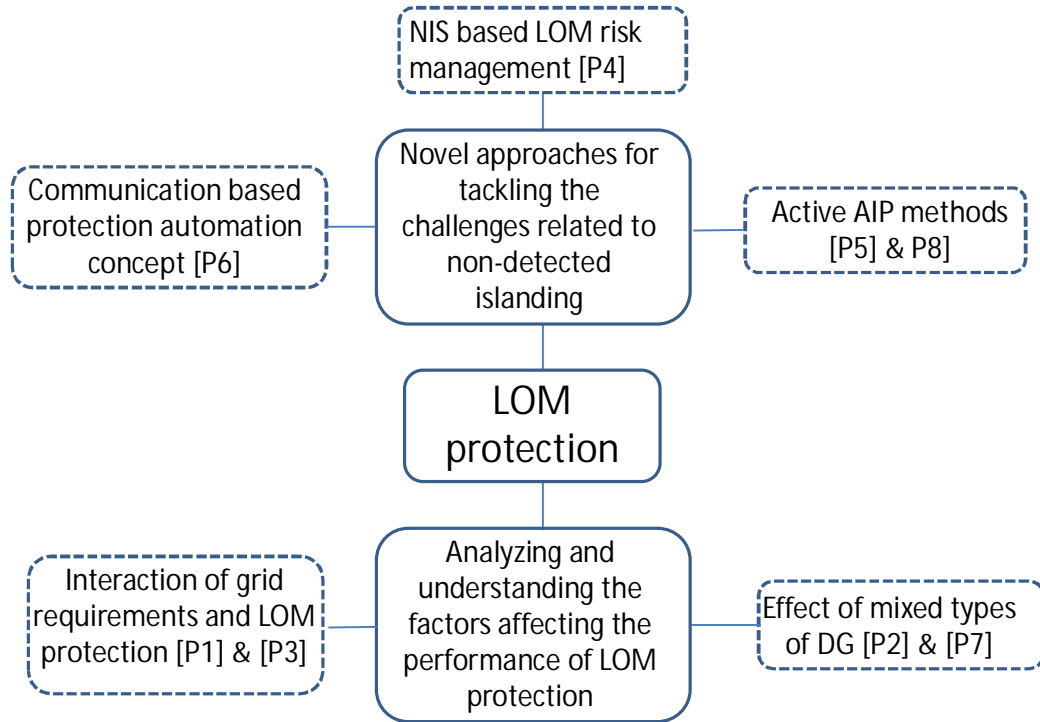 NIS based LOM risk
management [P4]
Novel approaches for
tackling the
challenges related to
non-detected
islanding
Communication based
protection automation
concept [P6]
Active AIP methods
[P5] & P8]
LOM
protection
Analyzing and
understanding the
factors affecting the
performance of LOM
protection
Interaction of grid
requirements and LOM
protection [P1] & [P3]
Effect of mixed types
of DG [P2] & [P7]